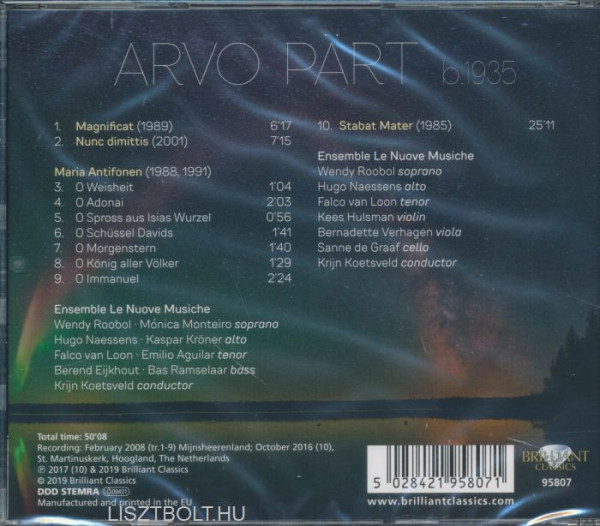 ARVO PART b.1935
1. Magnificat (1989) 6'17
2. Nunc dimittis (2001) 7'15
Maria Antifonen (1988, 1991)
3. O Weisheit 1'04
4. O Adonai 2'03
5. O Spross aus Isias Wurzel 0'56
6. O Schüssel Davids 1'41
7. O Morgenstern 1'40
8. O König aller Völker 1'29
9. O Immanuel 2'24
Ensemble Le Nuove Musiche
Wendy Roobol · Mónica Monteiro soprano
Hugo Naessens · Kaspar Kröner alto
Falco van Loon · Emilio Aguilar tenor
Berend Eijkhout · Bas Ramselaar bass
Krijn Koetsveld conductor
10. Stabat Mater (1985) 25'11
Ensemble Le Nuove Musiche
Wendy Roobol soprano
Hugo Naessens alto
Falco van Loon tenor
Kees Hulsman violin
Bernadette Verhagen viola
Sanne de Graaf cello
Krijn Koetsveld conductor
Total time: 50'08
Recording: February 2008 (tr.1-9) Mijnsheerenland; October 2016 (10),
St. Martinuskerk, Hoogland, The Netherlands
℗ 2017 (10) & 2019 Brilliant Classics
© 2019 Brilliant Classics
DDD STEMRA LC09421
Manufactured and printed in the EU
5 028421 958071
www.brilliantclassics.com
BRILLIANT
CLASSICS
95807
LISZTBOLT.HU